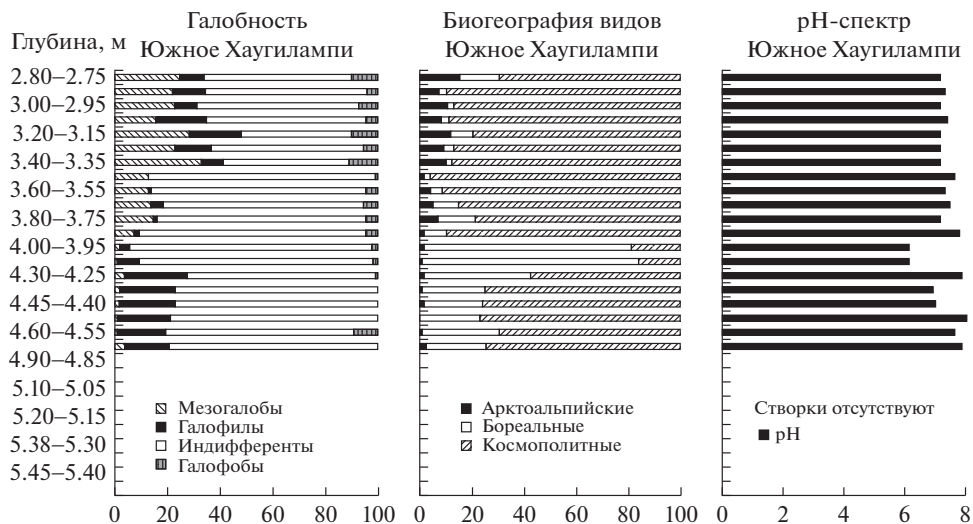 Галобность
Южное Хаугилампи
Биогеография видов
Южное Хаугилампи
pH-спектр
Южное Хаугилампи
Глубина, м
2.80–2.75
3.00–2.95
3.20–3.15
3.40–3.35
3.60–3.55
3.80–3.75
4.00–3.95
4.30–4.25
4.45–4.40
4.60–4.55
4.90–4.85
5.10–5.05
5.20–5.15
5.38–5.30
5.45–5.40
Мезогалобы
Галофилы
Индифференты
Галофобы
Арктоальпийские
Бореальные
Космополитные
Створки отсутствуют
pH
0 20 40 60 80 100
0 20 40 60 80 100
0 2 4 6 8